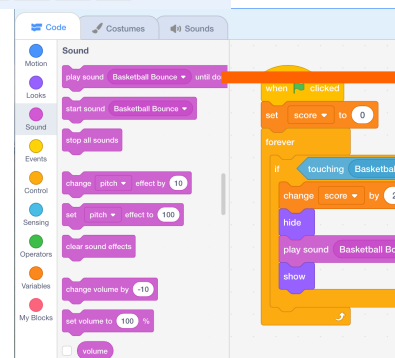 Code
Costumes
Sounds
Motion
Looks
Sound
Events
Control
Sensing
Operators
Variables
My Blocks
Sound
play sound Basketball Bounce until do
start sound Basketball Bounce
stop all sounds
change pitch effect by 10
set pitch effect to 100
clear sound effects
change volume by -10
set volume to 100 %
volume
when clicked
set score to 0
forever
if touching Basketbal
change score by 2
hide
play sound Basketball Bo
show